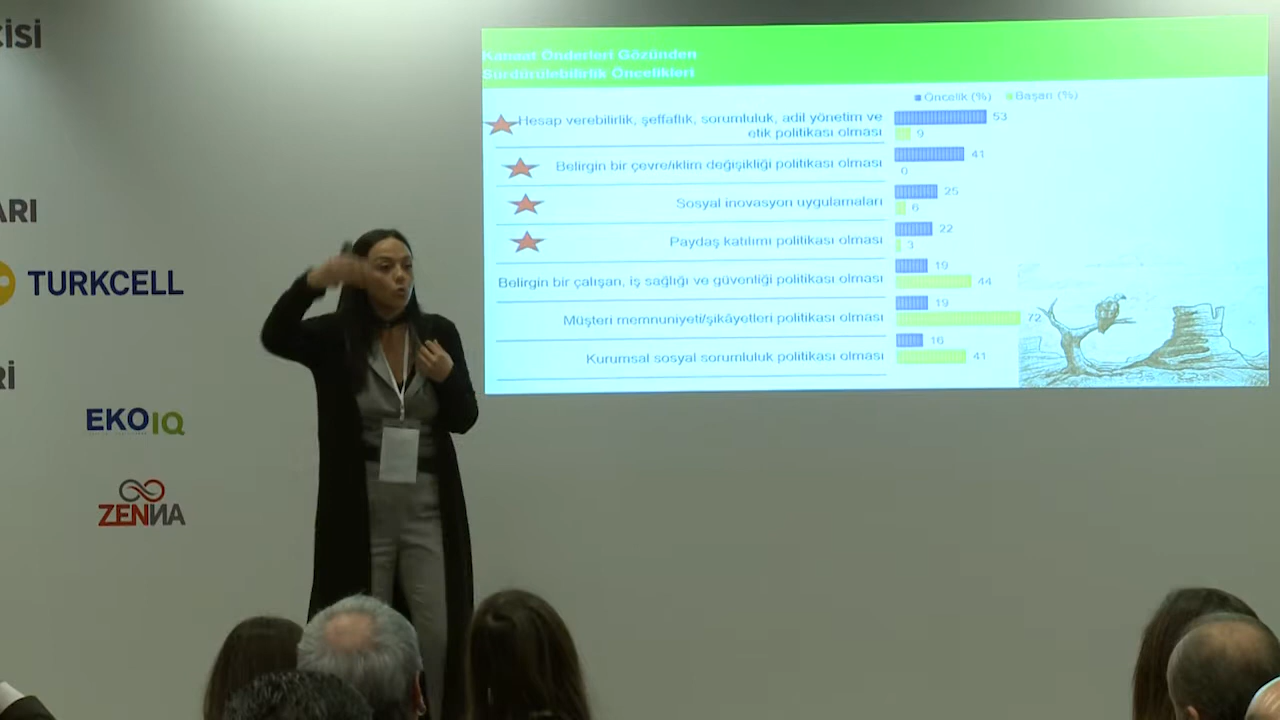 İSİ
ARI
TURKCELL
Rİ
EKOIQ
ZENNA
Kanaat Önderleri Gözünden
Sürdürülebilirlik Öncelikleri
Öncelik (%) Başarı (%)
Hesap verebilirlik, şeffaflık, sorumluluk, adil yönetim ve
etik politikası olması
53
9
Belirgin bir çevre/iklim değişikliği politikası olması
41
0
Sosyal inovasyon uygulamaları
25
6
Paydaş katılımı politikası olması
22
3
Belirgin bir çalışan, iş sağlığı ve güvenliği politikası olması
19
44
Müşteri memnuniyeti/şikâyetleri politikası olması
19
72
Kurumsal sosyal sorumluluk politikası olması
16
41